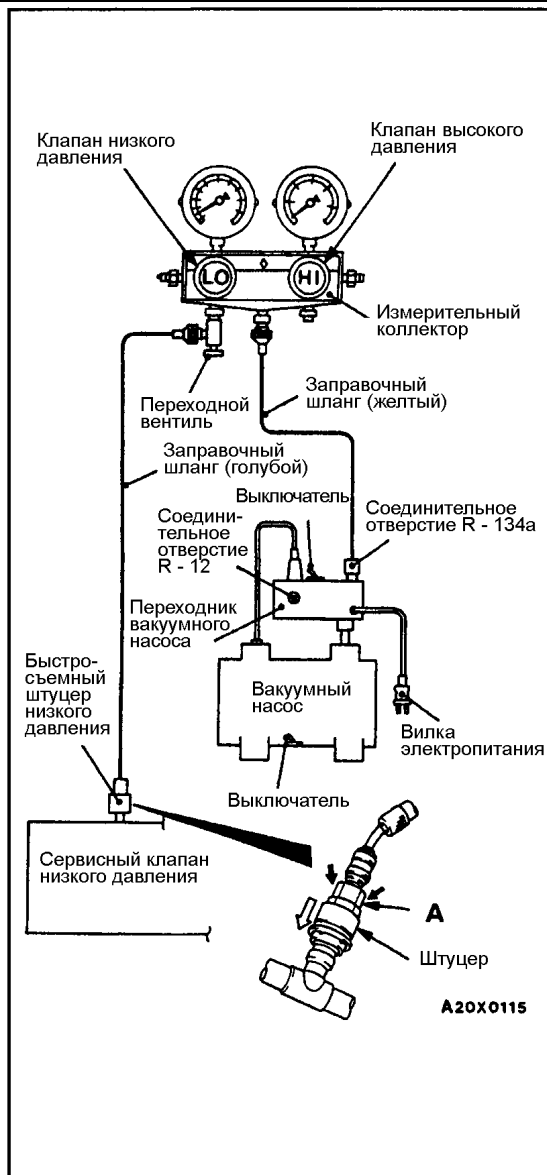 Клапан низкого
давления
Клапан высокого
давления
LO
HI
Измерительный
коллектор
Переходной
вентиль
Заправочный
шланг (желтый)
Заправочный
шланг (голубой)
Выключатель
Соедини-
тельное
отверстие
R - 12
Соединительное
отверстие R - 134a
Переходник
вакуумного
насоса
Быстро-
съемный
штуцер
низкого
давления
Вакуумный
насос
Вилка
электропитания
Выключатель
Сервисный клапан
низкого давления
A
Штуцер
A20X0115